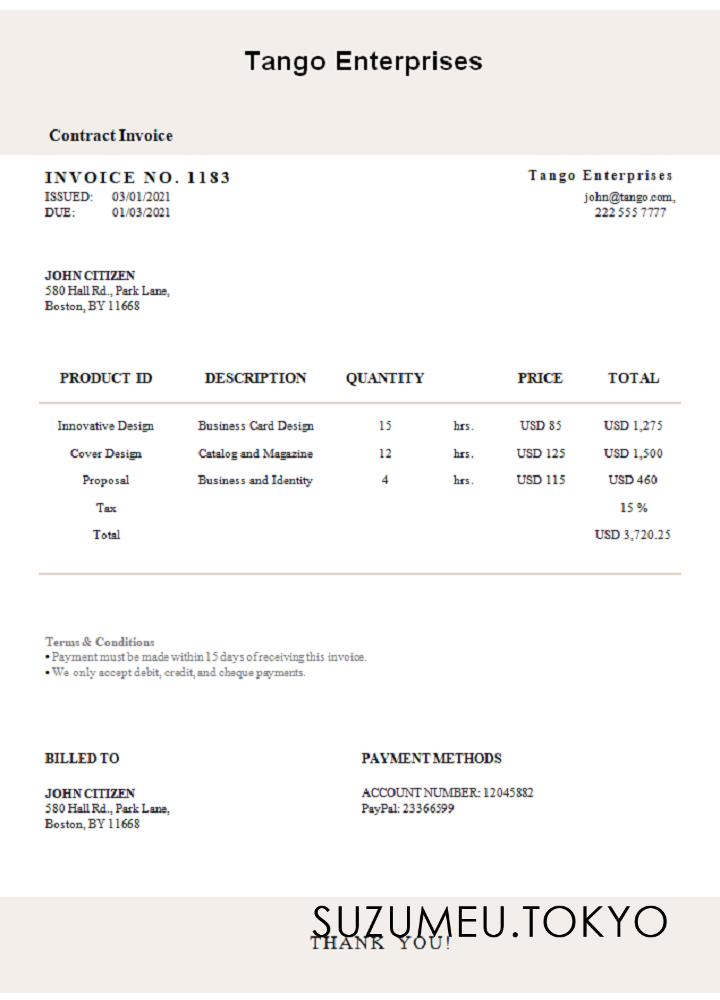 Tango Enterprises
Contract Invoice
INVOICE NO. 1183
ISSUED: 03/01/2021
DUE: 01/03/2021
Tango Enterprises
john@tango.com,
222 555 7777
JOHN CITIZEN
580 Hall Rd., Park Lane,
Boston, BY 11668
PRODUCT ID DESCRIPTION QUANTITY PRICE TOTAL
Innovative Design Business Card Design 15 hrs. USD 85 USD 1,275
Cover Design Catalog and Magazine 12 hrs. USD 125 USD 1,500
Proposal Business and Identity 4 hrs. USD 115 USD 460
Tax 15 %
Total USD 3,720.25
Terms & Conditions
• Payment must be made within 15 days of receiving this invoice.
• We only accept debit, credit, and cheque payments.
BILLED TO
JOHN CITIZEN
580 Hall Rd., Park Lane,
Boston, BY 11668
PAYMENT METHODS
ACCOUNT NUMBER: 12045882
PayPal: 23366599
SUZUMEU.TOKYO
THANK YOU!